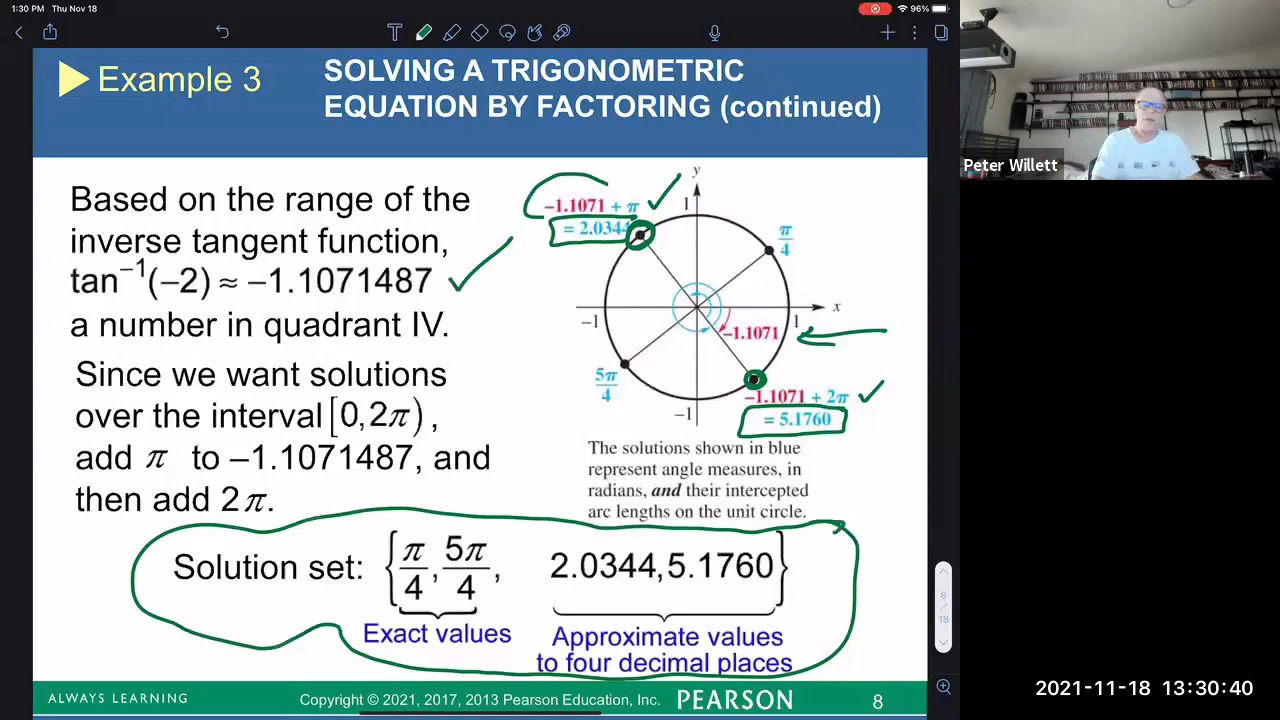 1:30 PM Thu Nov 18
96%
Example 3
SOLVING A TRIGONOMETRIC
EQUATION BY FACTORING (continued)
Based on the range of the
inverse tangent function,
tan⁻¹(−2) ≈ −1.1071487
a number in quadrant IV.
Since we want solutions
over the interval [0, 2π),
add π to −1.1071487, and
then add 2π.
y
−1.1071 + π
= 2.0344
1
π/4
x
−1
1
−1.1071
5π/4
−1
−1.1071 + 2π
= 5.1760
The solutions shown in blue
represent angle measures, in
radians, and their intercepted
arc lengths on the unit circle.
Solution set: {π/4, 5π/4, 2.0344, 5.1760}
Exact values
Approximate values
to four decimal places
ALWAYS LEARNING
Copyright © 2021, 2017, 2013 Pearson Education, Inc.
PEARSON
8
8
/
18
Peter Willett
2021-11-18 13:30:40